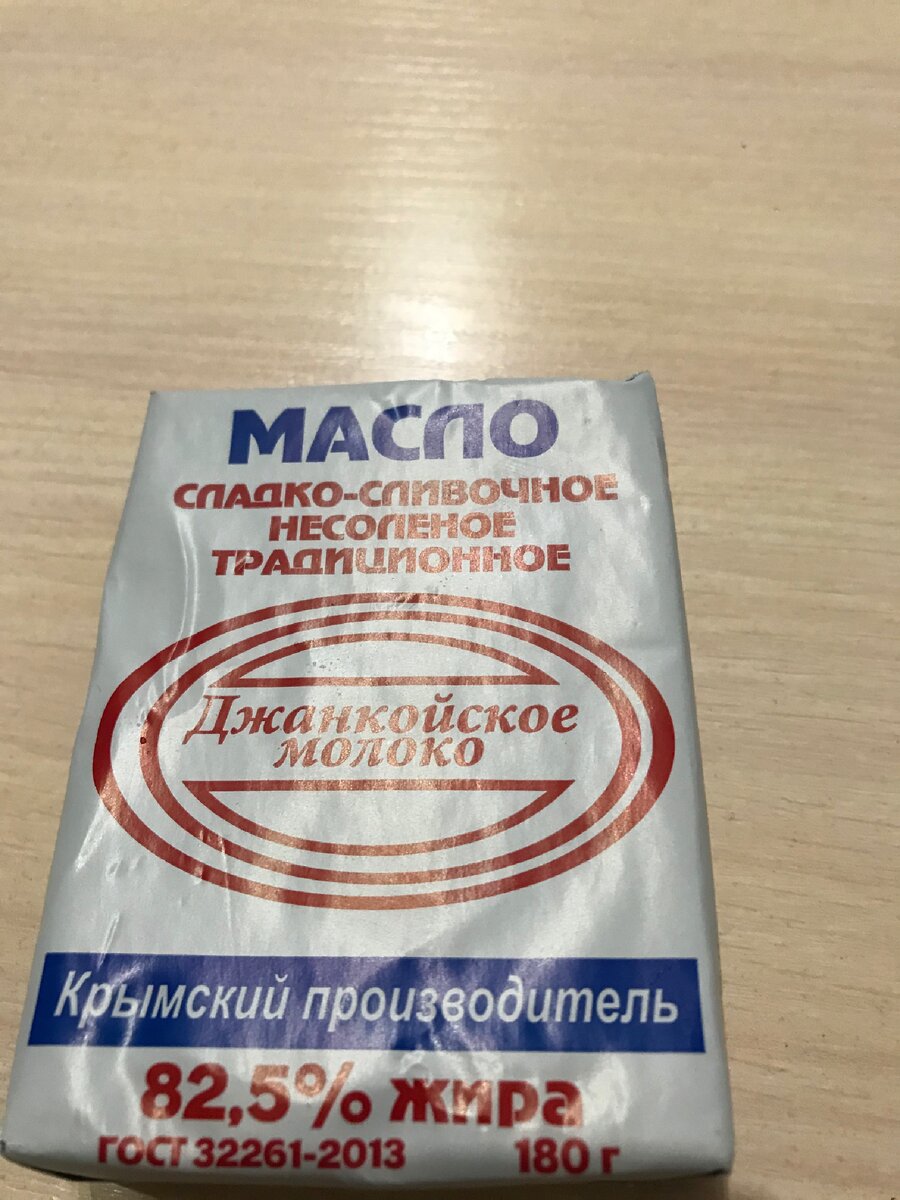 МАСЛО
СЛАДКО-СЛИВОЧНОЕ
НЕСОЛЕНОЕ
ТРАДИЦИОННОЕ
Джанкойское
молоко
Крымский производитель
82,5% жира
ГОСТ 32261-2013 180 г